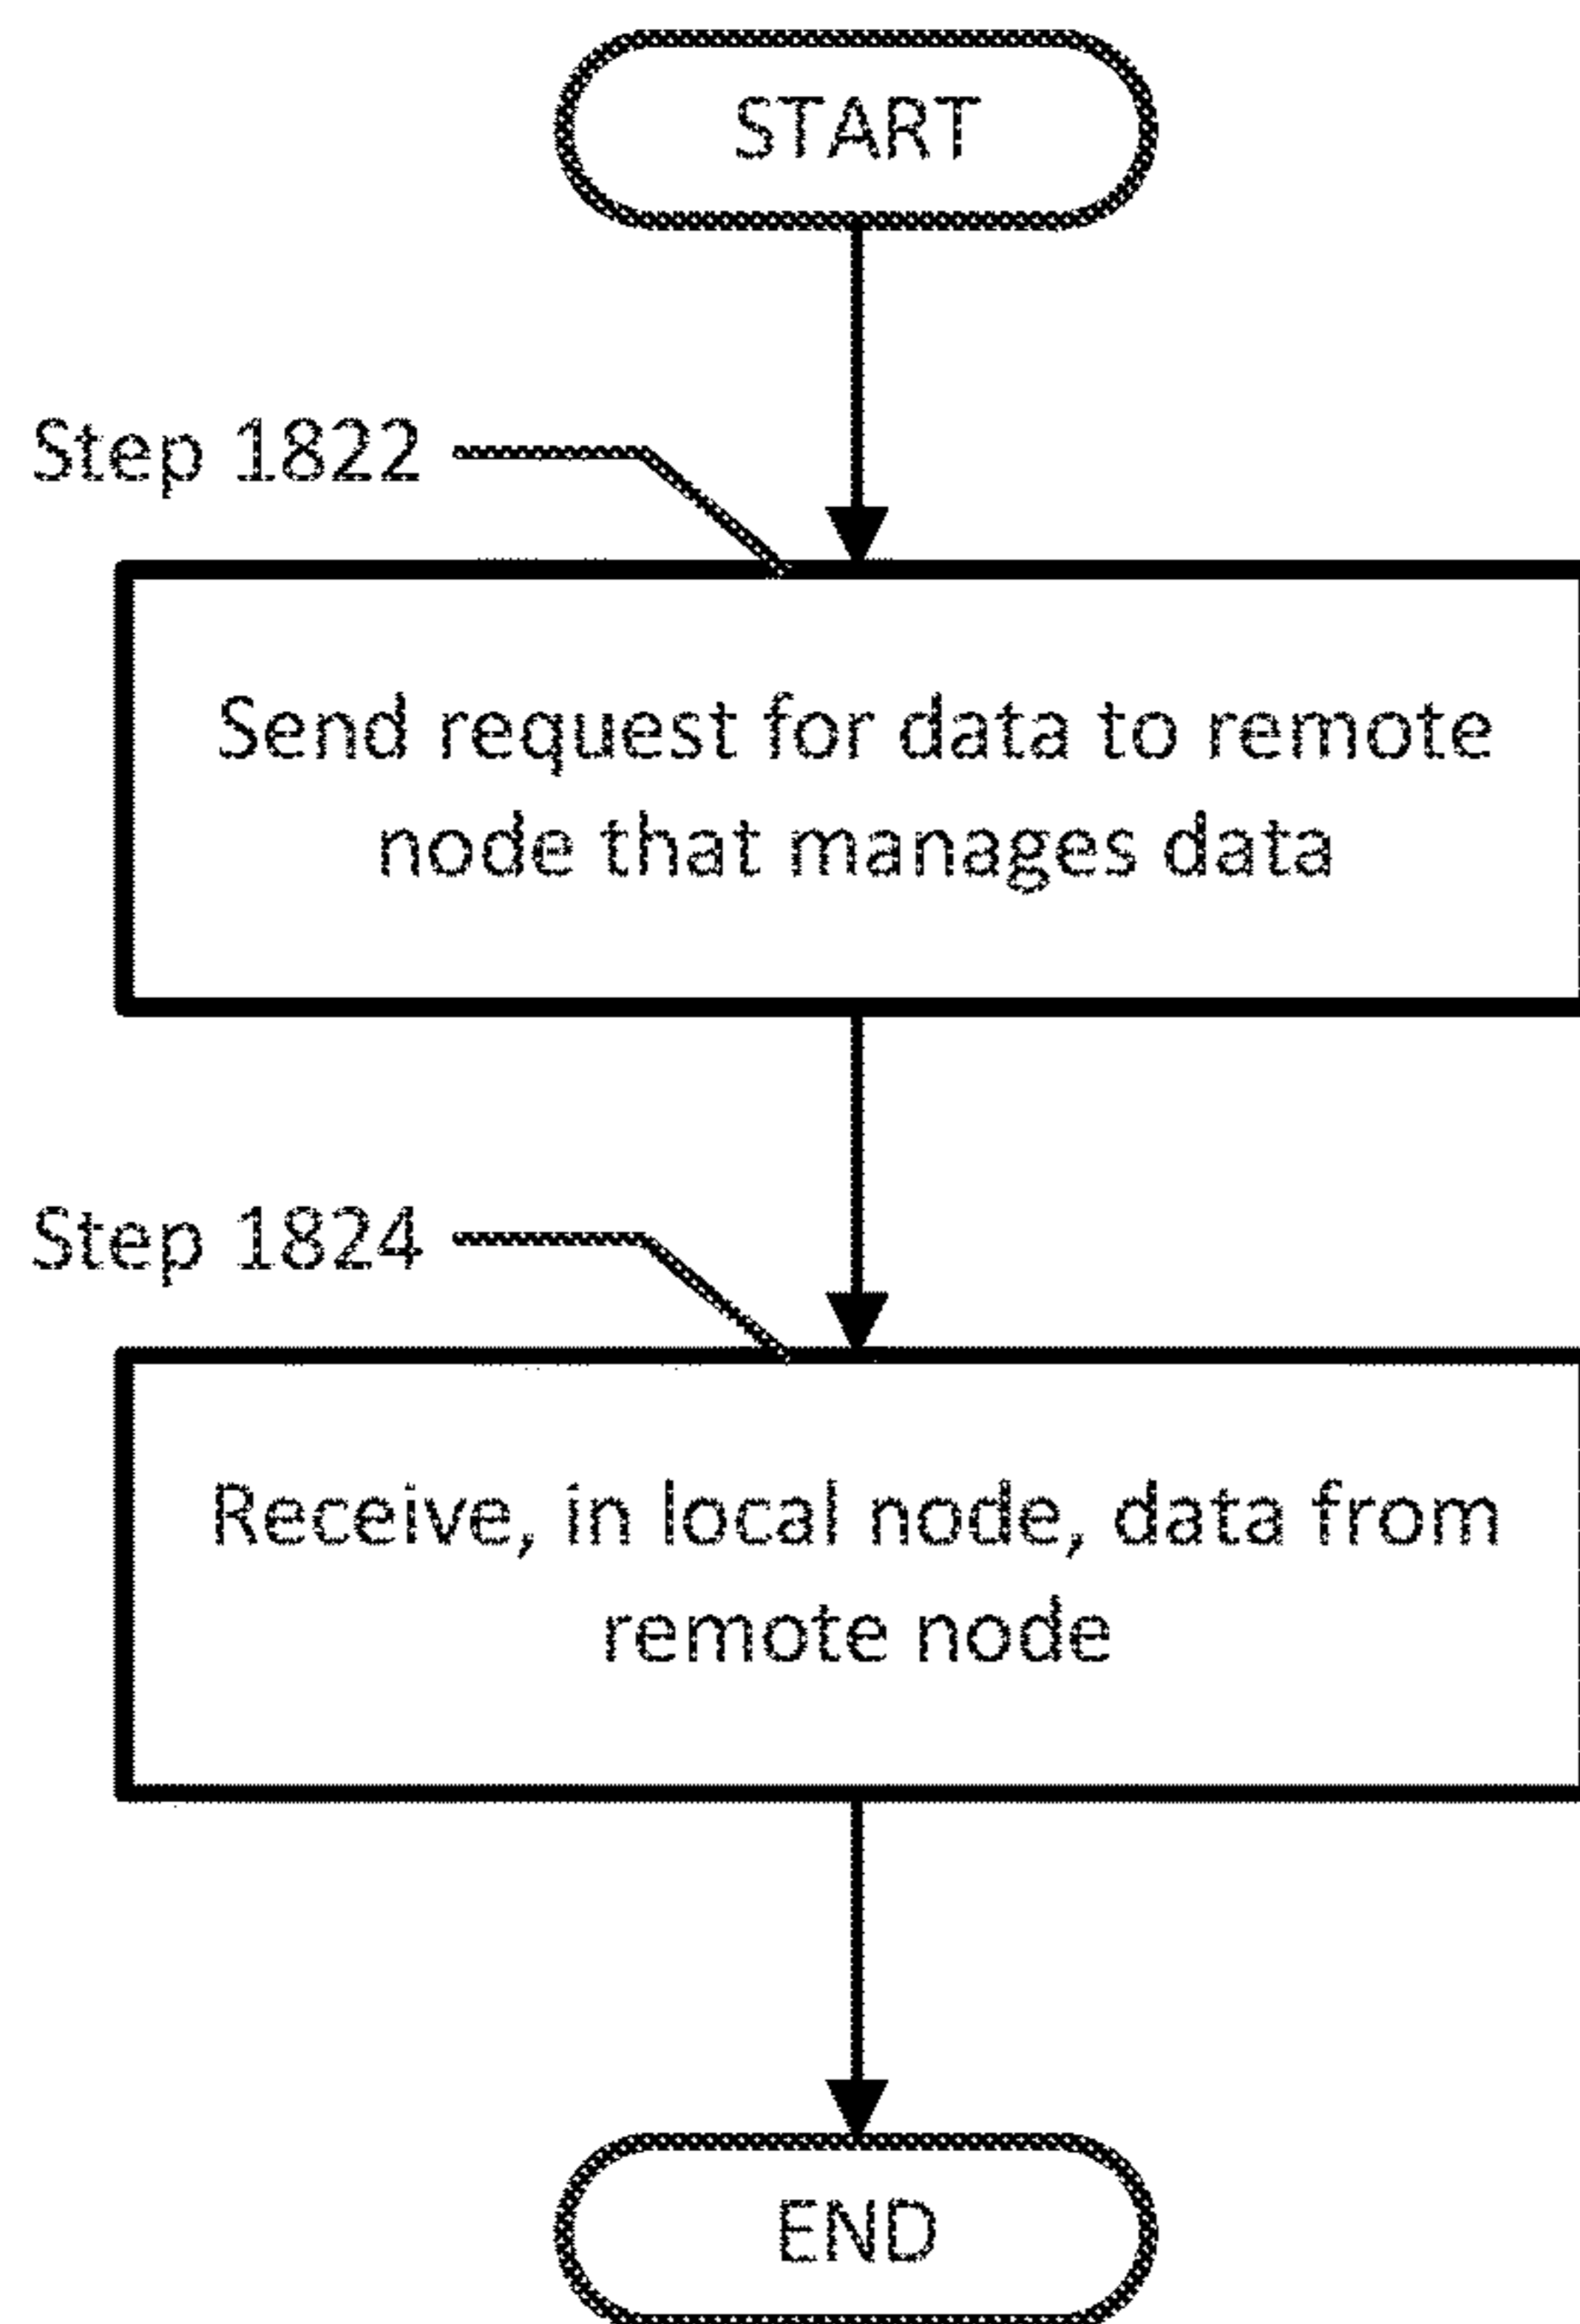 START
Step 1822
Send request for data to remote
node that manages data
Step 1824
Receive, in local node, data from
remote node
END